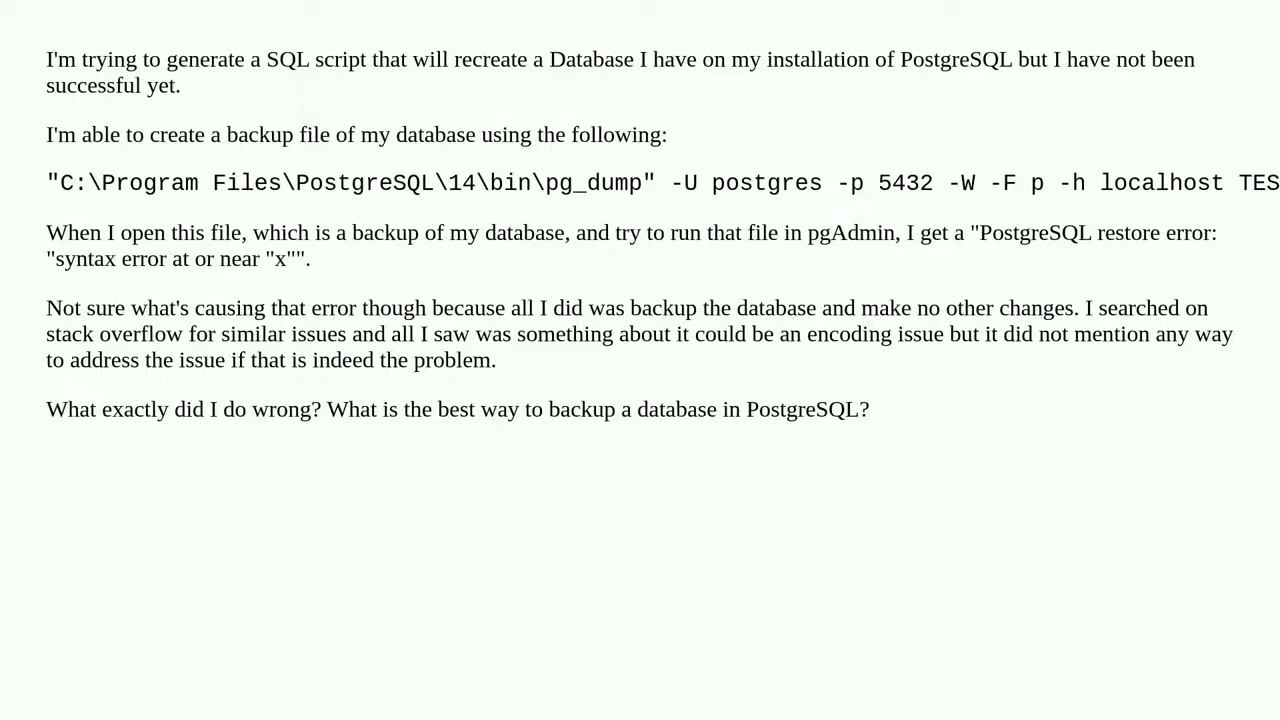 I'm trying to generate a SQL script that will recreate a Database I have on my installation of PostgreSQL but I have not been
successful yet.
I'm able to create a backup file of my database using the following:
"C:\Program Files\PostgreSQL\14\bin\pg_dump" -U postgres -p 5432 -W -F p -h localhost TES
When I open this file, which is a backup of my database, and try to run that file in pgAdmin, I get a "PostgreSQL restore error:
"syntax error at or near "x"".
Not sure what's causing that error though because all I did was backup the database and make no other changes. I searched on
stack overflow for similar issues and all I saw was something about it could be an encoding issue but it did not mention any way
to address the issue if that is indeed the problem.
What exactly did I do wrong? What is the best way to backup a database in PostgreSQL?